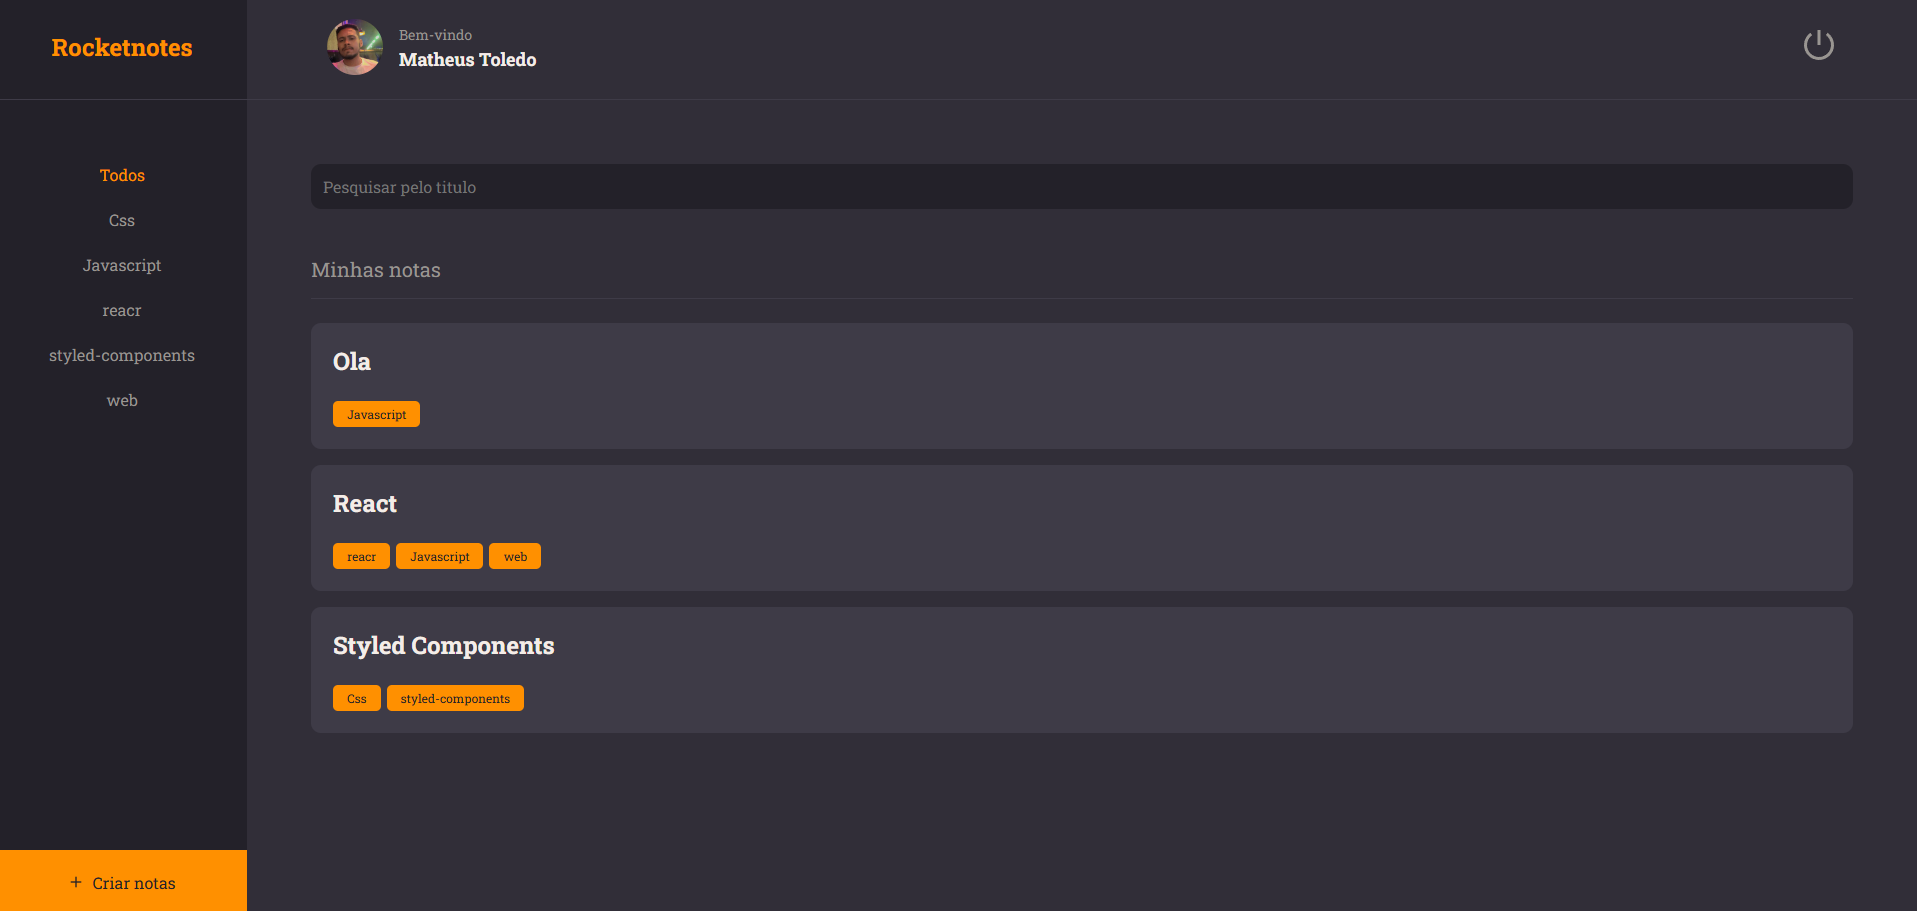 Rocketnotes
Bem-vindo
Matheus Toledo
Todos
Css
Javascript
reacr
styled-components
web
+ Criar notas
Pesquisar pelo titulo
Minhas notas
Ola
Javascript
React
reacr Javascript web
Styled Components
Css styled-components